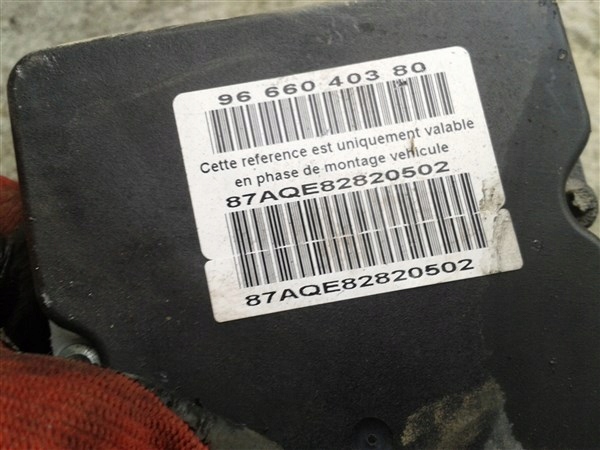 96 660 403 80
Cette reference est uniquement valable
en phase de montage vehicule
87AQE82820502
87AQE82820502